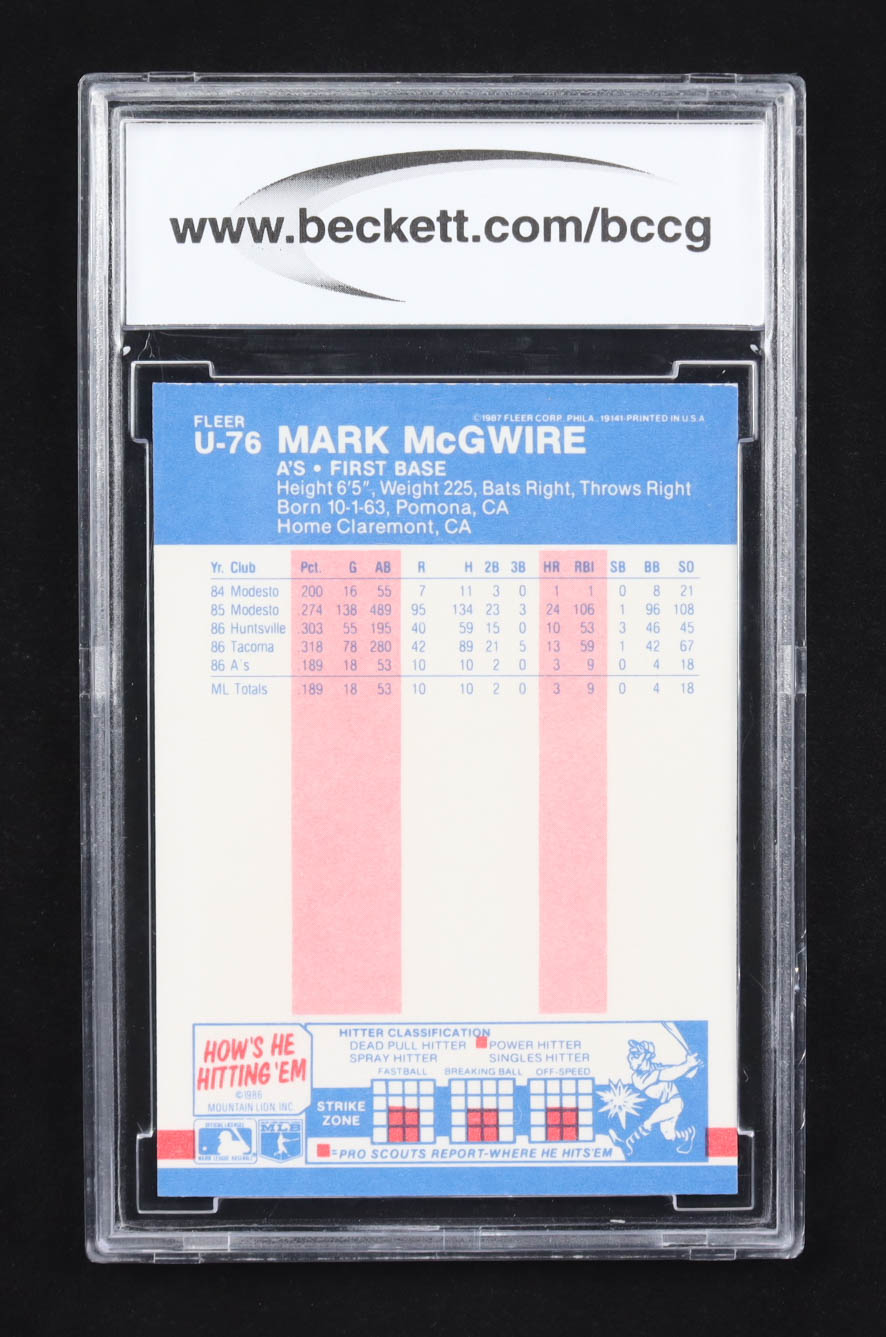 www.beckett.com/bccg
FLEER
©1987 FLEER CORP. PHILA., 19141-PRINTED IN U.S.A
U-76 MARK McGWIRE
A'S • FIRST BASE
Height 6'5", Weight 225, Bats Right, Throws Right
Born 10-1-63, Pomona, CA
Home Claremont, CA
Yr. Club Pct. G AB R H 2B 3B HR RBI SB BB SO
84 Modesto .200 16 55 7 11 3 0 1 1 0 8 21
85 Modesto .274 138 489 95 134 23 3 24 106 1 96 108
86 Huntsville .303 55 195 40 59 15 0 10 53 3 46 45
86 Tacoma .318 78 280 42 89 21 5 13 59 1 42 67
86 A's .189 18 53 10 10 2 0 3 9 0 4 18
ML Totals .189 18 53 10 10 2 0 3 9 0 4 18
HOW'S HE
HITTING 'EM
©1986
MOUNTAIN LION, INC.
HITTER CLASSIFICATION
DEAD PULL HITTER POWER HITTER
SPRAY HITTER SINGLES HITTER
FASTBALL BREAKING BALL OFF-SPEED
STRIKE
ZONE
MLB
=PRO SCOUTS REPORT-WHERE HE HITS 'EM